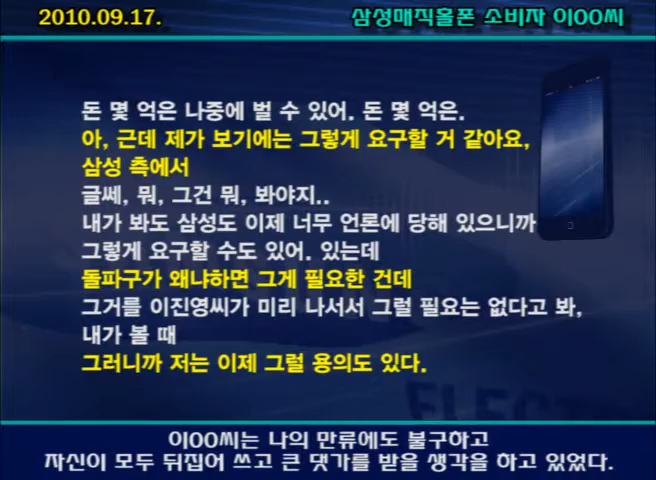 2010.09.17.
삼성매직홀폰 소비자 이OO씨
돈 몇 억은 나중에 벌 수 있어. 돈 몇 억은.
아, 근데 제가 보기에는 그렇게 요구할 거 같아요,
삼성 측에서
글쎄, 뭐, 그건 뭐, 봐야지..
내가 봐도 삼성도 이제 너무 언론에 당해 있으니까
그렇게 요구할 수도 있어. 있는데
돌파구가 왜냐하면 그게 필요한 건데
그거를 이진영씨가 미리 나서서 그럴 필요는 없다고 봐,
내가 볼 때
그러니까 저는 이제 그럴 용의도 있다.
ELECT
이OO씨는 나의 만류에도 불구하고
자신이 모두 뒤집어 쓰고 큰 댓가를 받을 생각을 하고 있었다.